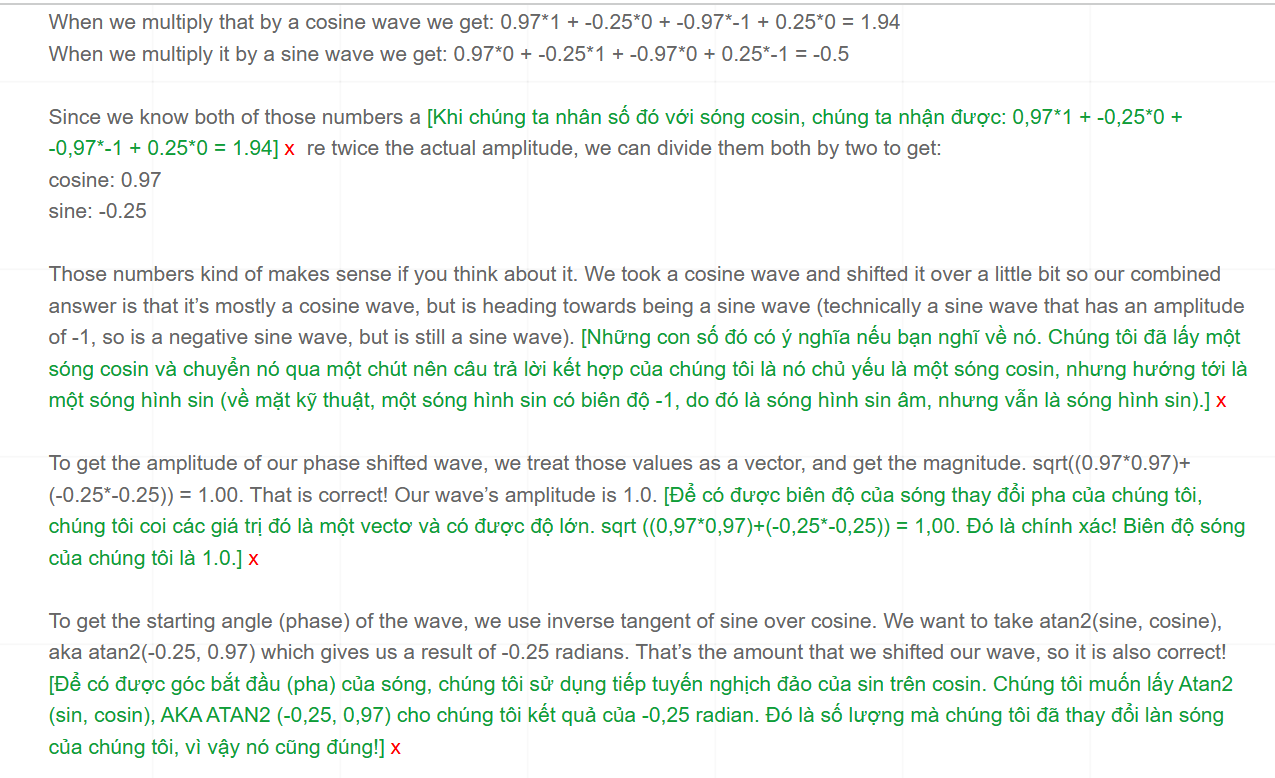 When we multiply that by a cosine wave we get: 0.97*1 + -0.25*0 + -0.97*-1 + 0.25*0 = 1.94
When we multiply it by a sine wave we get: 0.97*0 + -0.25*1 + -0.97*0 + 0.25*-1 = -0.5
Since we know both of those numbers a [Khi chúng ta nhân số đó với sóng cosin, chúng ta nhận được: 0,97*1 + -0,25*0 +
-0,97*-1 + 0.25*0 = 1.94] x re twice the actual amplitude, we can divide them both by two to get:
cosine: 0.97
sine: -0.25
Those numbers kind of makes sense if you think about it. We took a cosine wave and shifted it over a little bit so our combined
answer is that it’s mostly a cosine wave, but is heading towards being a sine wave (technically a sine wave that has an amplitude
of -1, so is a negative sine wave, but is still a sine wave). [Những con số đó có ý nghĩa nếu bạn nghĩ về nó. Chúng tôi đã lấy một
sóng cosin và chuyển nó qua một chút nên câu trả lời kết hợp của chúng tôi là nó chủ yếu là một sóng cosin, nhưng hướng tới là
một sóng hình sin (về mặt kỹ thuật, một sóng hình sin có biên độ -1, do đó là sóng hình sin âm, nhưng vẫn là sóng hình sin).] x
To get the amplitude of our phase shifted wave, we treat those values as a vector, and get the magnitude. sqrt((0.97*0.97)+
(-0.25*-0.25)) = 1.00. That is correct! Our wave’s amplitude is 1.0. [Để có được biên độ của sóng thay đổi pha của chúng tôi,
chúng tôi coi các giá trị đó là một vectơ và có được độ lớn. sqrt ((0,97*0,97)+(-0,25*-0,25)) = 1,00. Đó là chính xác! Biên độ sóng
của chúng tôi là 1.0.] x
To get the starting angle (phase) of the wave, we use inverse tangent of sine over cosine. We want to take atan2(sine, cosine),
aka atan2(-0.25, 0.97) which gives us a result of -0.25 radians. That’s the amount that we shifted our wave, so it is also correct!
[Để có được góc bắt đầu (pha) của sóng, chúng tôi sử dụng tiếp tuyến nghịch đảo của sin trên cosin. Chúng tôi muốn lấy Atan2
(sin, cosin), AKA ATAN2 (-0,25, 0,97) cho chúng tôi kết quả của -0,25 radian. Đó là số lượng mà chúng tôi đã thay đổi làn sóng
của chúng tôi, vì vậy nó cũng đúng!] x